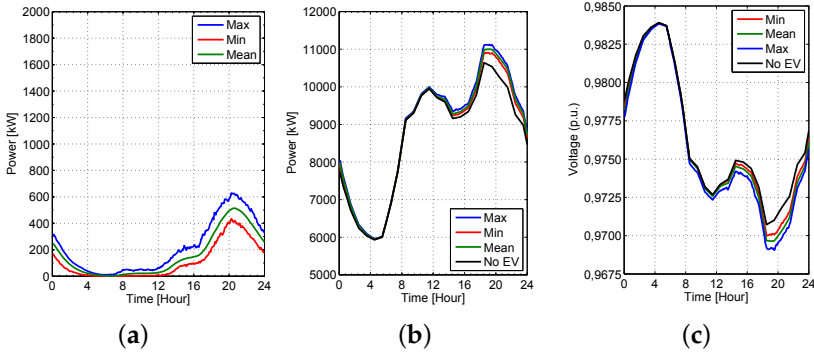 2000
1800
1600
1400
1200
1000
800
600
400
200
0
Power [kW]
Max
Min
Mean
0 4 8 12 16 20 24
Time [Hour]
(a)
12000
11000
10000
9000
8000
7000
6000
5000
Power [kW]
Max
Min
Mean
No EV
0 4 8 12 16 20 24
Time [Hour]
(b)
0,9850
0,9825
0,9800
0,9775
0,9750
0,9725
0,9700
0,9675
Voltage (p.u.)
Min
Mean
Max
No EV
0 4 8 12 16 20 24
Time [Hour]
(c)